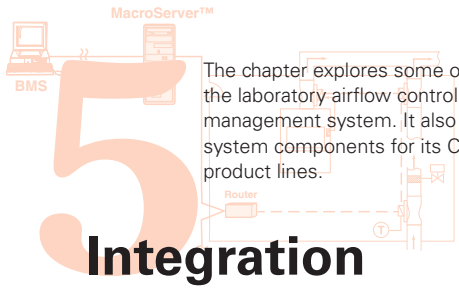 MacroServer™
BMS
5
The chapter explores some o
the laboratory airflow control
management system. It also
system components for its C
product lines.
Router
T
Integration